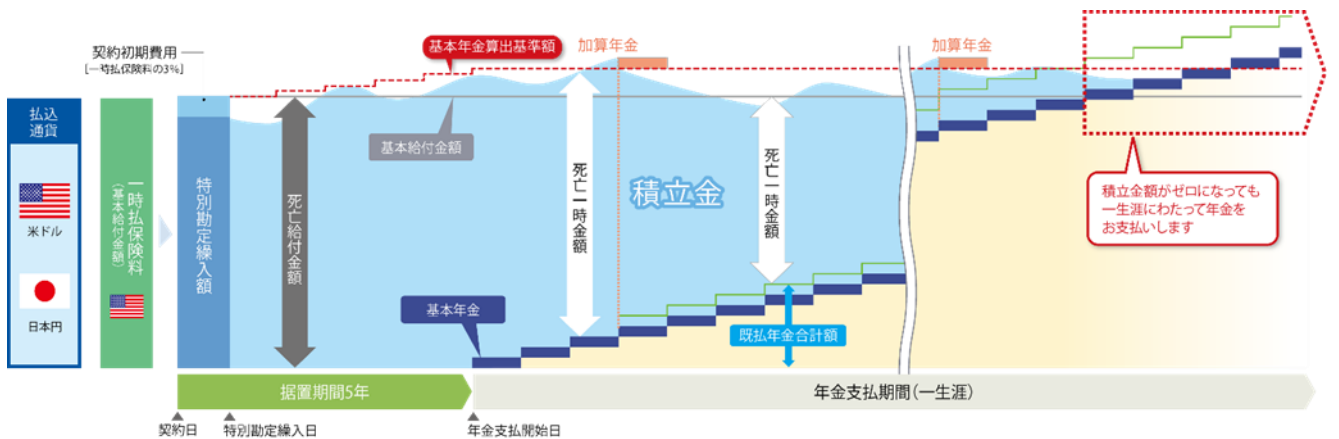 契約初期費用
[一時払保険料の3%]
基本年金算出基準額
加算年金
加算年金
払込
通貨
米ドル
日本円
一時払保険料
(基本給付金額)
特別勘定繰入額
死亡給付金額
基本給付金額
死亡一時金額
積立金
死亡一時金額
積立金額がゼロになっても
一生涯にわたって年金を
お支払いします
基本年金
既払年金合計額
据置期間5年
年金支払期間(一生涯)
契約日
特別勘定繰入日
年金支払開始日